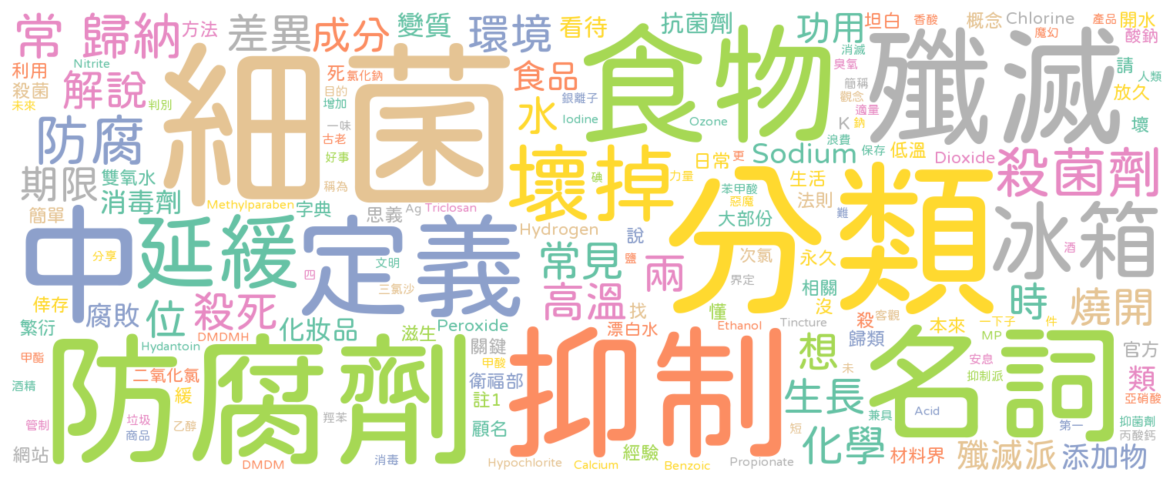 常 歸納 方法 差異 成分 變質 環境 看待 抗菌劑 功用 坦白 香酸 概念 Chlorine 產品 開水
利用 Nitrite 解說 死 氯化鈉 食品 銀離子 消滅 臭氧 魔幻 酸鈉
殺菌 未來 判別 細菌 目的 增加 水 食物 殲滅 簡稱 觀念 適量 請 人類 放久
防腐 一味 古老 好事 Iodine Ozone K 鈉 浪費 壞
期限 雙氧水 稱為 壞掉 碘 力量 日常 更 Sodium 保存 低溫 Dioxide 殺菌劑
簡單 消毒劑 Methylparaben 字典 思義 Ag Triclosan 苯甲酸 惡魔 生活 法則 大部份 難
中 分享 延緩 四 定義 Hydrogen 說 分類 冰箱 酒
倖存 文明 三氯沙 常見 鹽 兩 次氯 永久 界定 相關
繁衍 腐敗 位 殺死 高溫 找 懂 沒 時 燒開
Hydantoin DMDMH 化妝品 滋生 Peroxide 漂白水 Ethanol Tincture 殺 客觀 本來 一下子 件
甲酯 防腐劑 關鍵 甲酸 抑制 想 歸類 名詞 MP 安息 官方
酒精 二氧化氯 緩 衛福部 未 抑制派 類
管制 垃圾 乙醇 羥苯 註1 生長 兼具 Acid 亞硝酸
商品 顧名 短 第一 抑菌劑
網站 DMDM 消毒 經驗 化學 材料界 殲滅派 添加物 丙酸鈣
Hypochlorite Calcium Benzoic Propionate